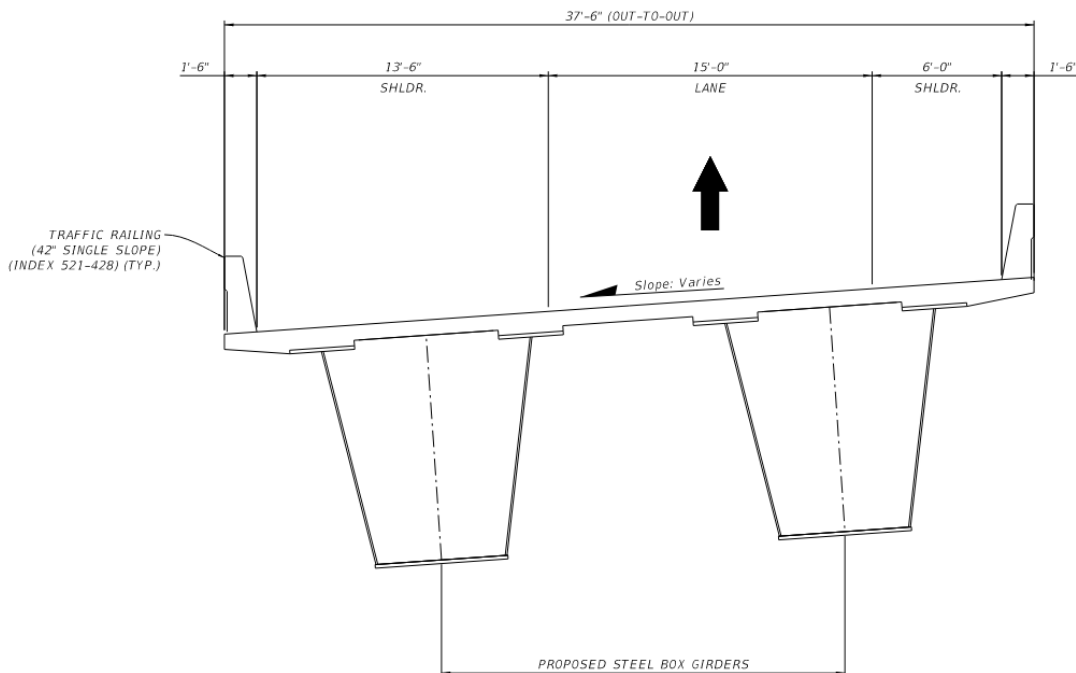 37'-6" (OUT-TO-OUT)
1'-6"
13'-6"
15'-0"
6'-0"
1'-6"
SHLDR.
LANE
SHLDR.
TRAFFIC RAILING
(42" SINGLE SLOPE)
(INDEX 521-428) (TYP.)
Slope: Varies
PROPOSED STEEL BOX GIRDERS